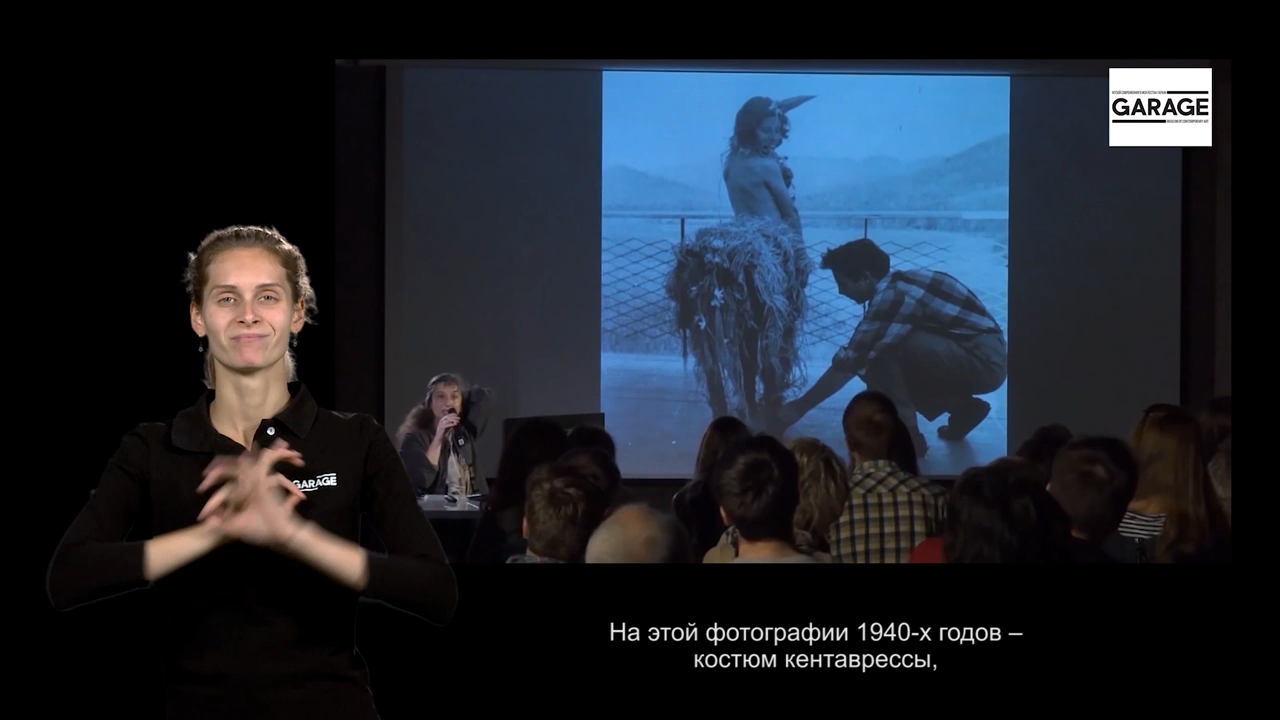 GARAGE
GARAGE
На этой фотографии 1940-х годов –
костюм кентаврессы,